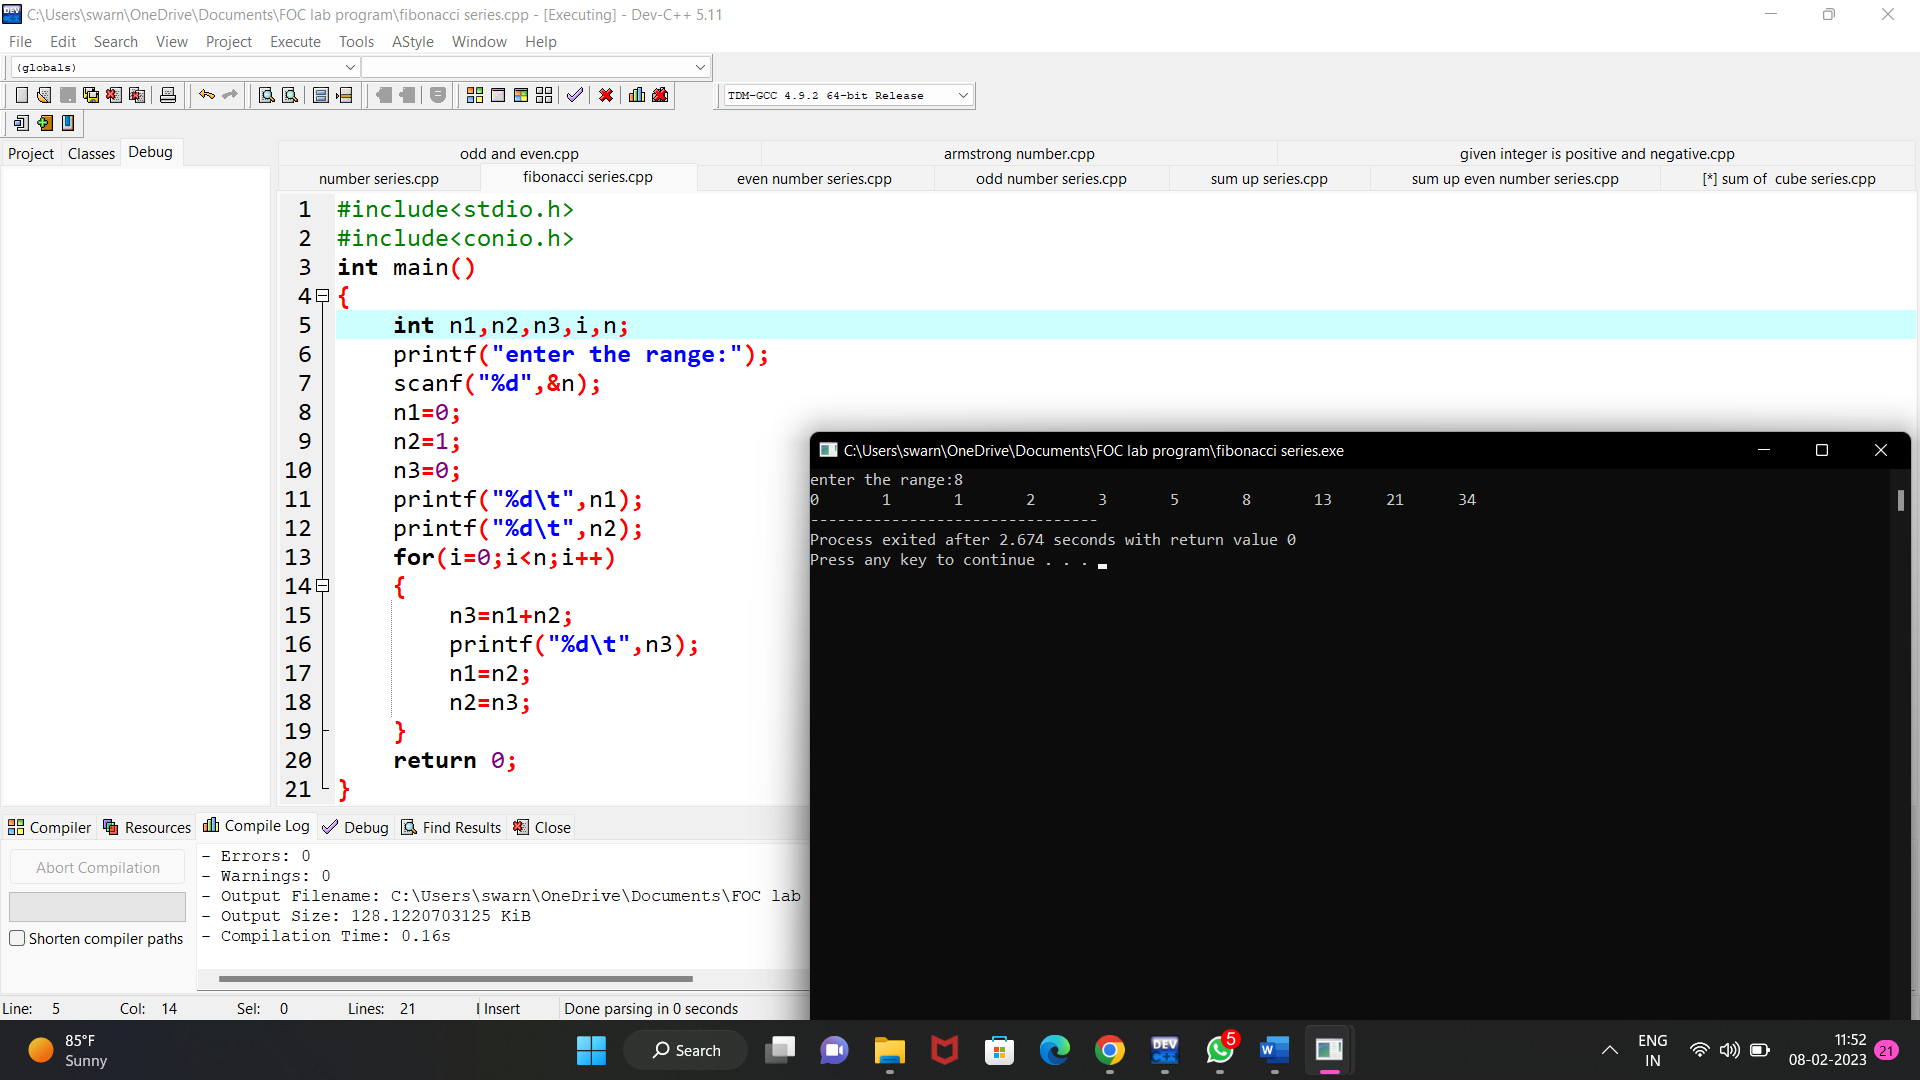 C:\Users\swarn\OneDrive\Documents\FOC lab program\fibonacci series.cpp - [Executing] - Dev-C++ 5.11
File Edit Search View Project Execute Tools AStyle Window Help
(globals)
TDM-GCC 4.9.2 64-bit Release
Project Classes Debug
odd and even.cpp armstrong number.cpp given integer is positive and negative.cpp
number series.cpp fibonacci series.cpp even number series.cpp odd number series.cpp sum up series.cpp sum up even number series.cpp [*] sum of  cube series.cpp
1 #include<stdio.h>
2 #include<conio.h>
3 int main()
4 {
5 int n1,n2,n3,i,n;
6 printf("enter the range:");
7 scanf("%d",&n);
8 n1=0;
9 n2=1;
10 n3=0;
11 printf("%d\t",n1);
12 printf("%d\t",n2);
13 for(i=0;i<n;i++)
14 {
15 n3=n1+n2;
16 printf("%d\t",n3);
17 n1=n2;
18 n2=n3;
19 }
20 return 0;
21 }
C:\Users\swarn\OneDrive\Documents\FOC lab program\fibonacci series.exe
enter the range:8
0 1 1 2 3 5 8 13 21 34
--------------------------------
Process exited after 2.674 seconds with return value 0
Press any key to continue . . .
Compiler Resources Compile Log Debug Find Results Close
Abort Compilation
Shorten compiler paths
- Errors: 0
- Warnings: 0
- Output Filename: C:\Users\swarn\OneDrive\Documents\FOC lab
- Output Size: 128.1220703125 KiB
- Compilation Time: 0.16s
Line: 5 Col: 14 Sel: 0 Lines: 21 Insert Done parsing in 0 seconds
85°F
Sunny
Search
DEV
C++
5
W
ENG
IN
11:52
08-02-2023
21